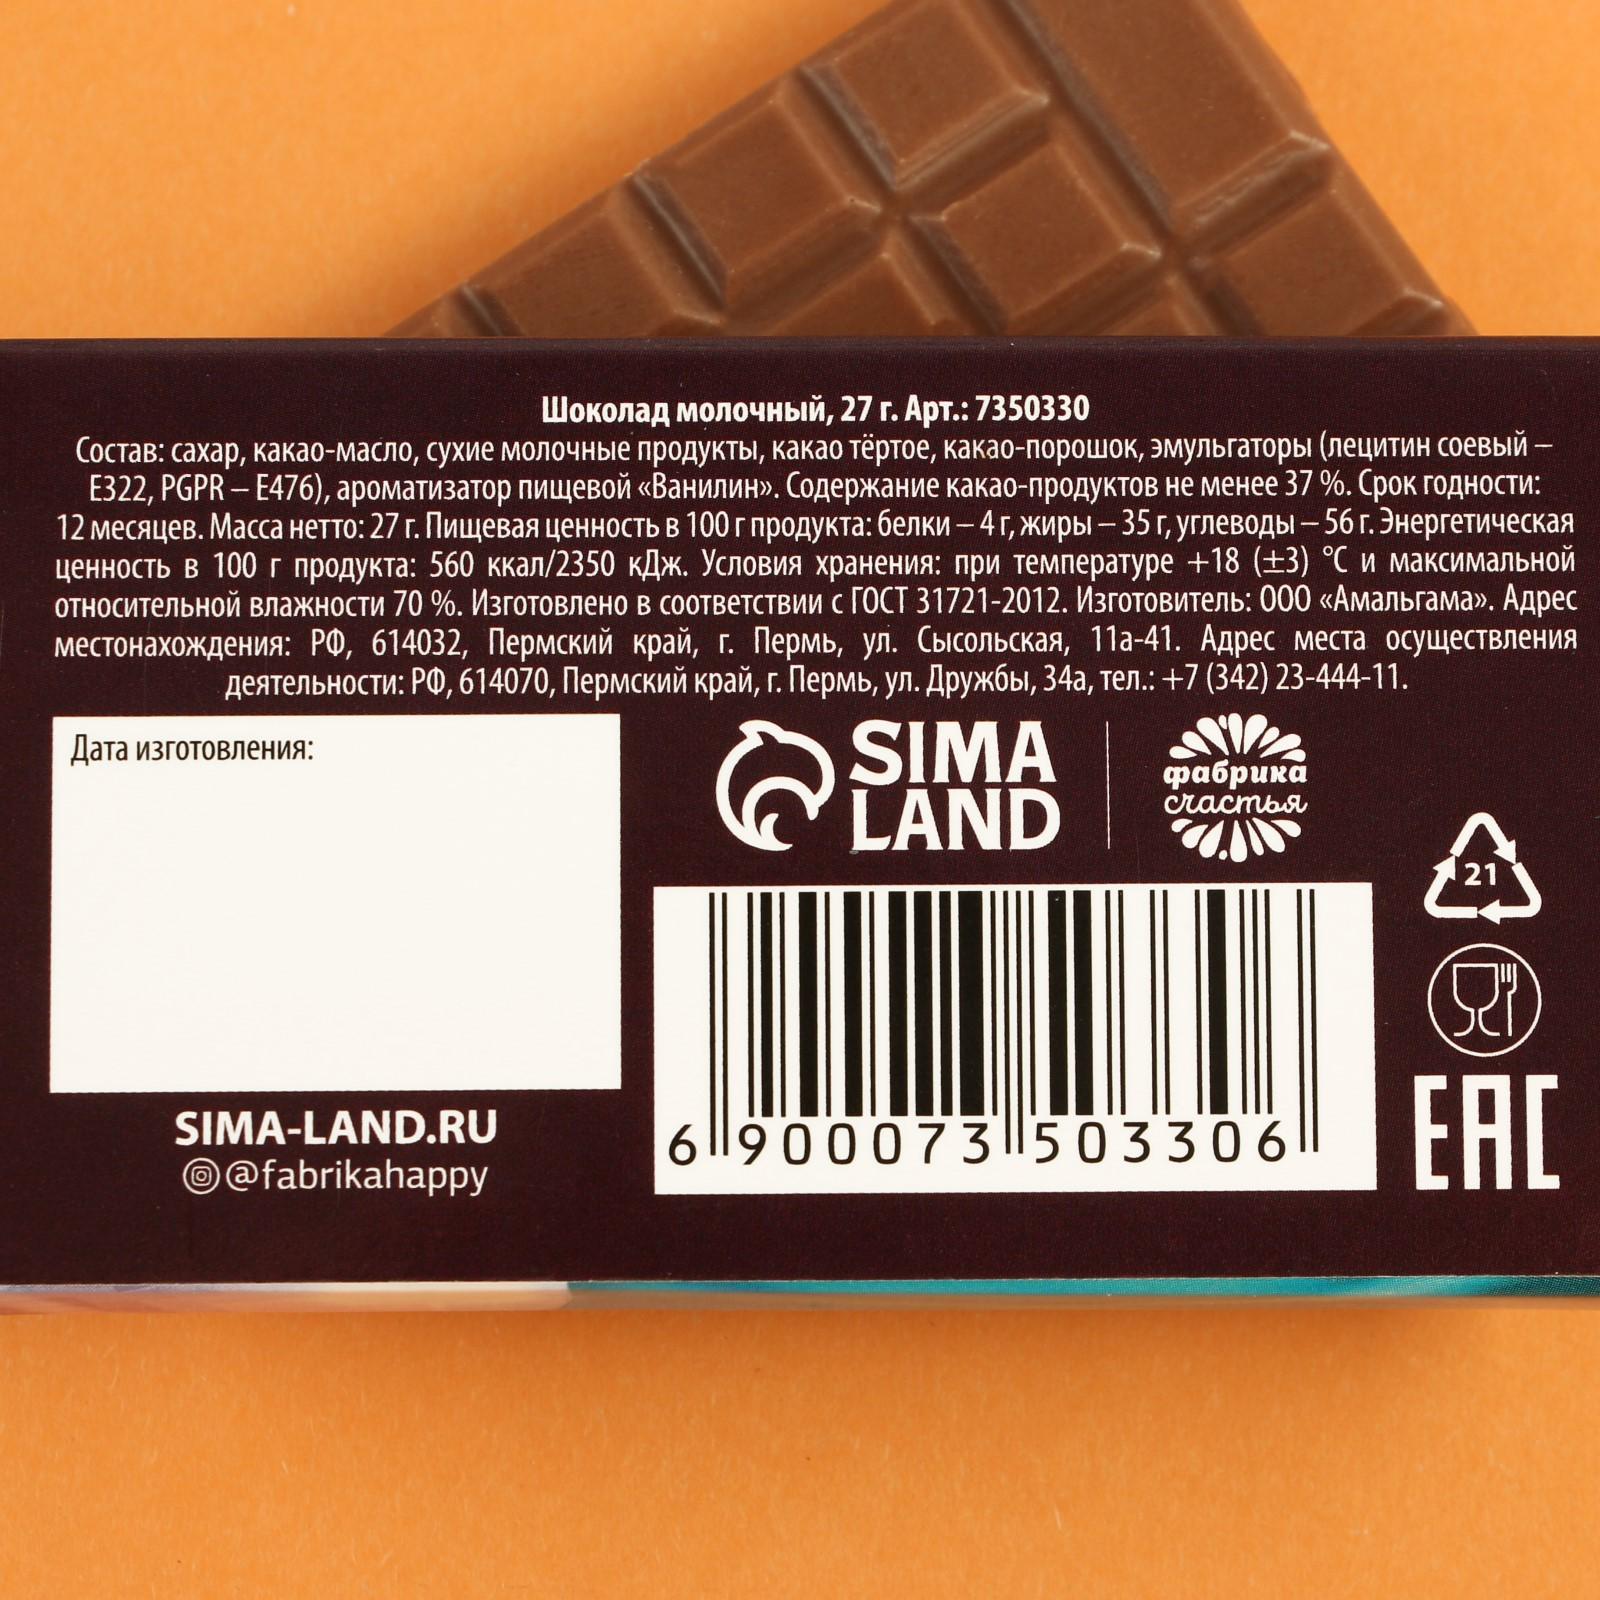 Шоколад молочный, 27 г. Арт.: 7350330
Состав: сахар, какао-масло, сухие молочные продукты, какао тёртое, какао-порошок, эмульгаторы (лецитин соевый –
Е322, PGPR – Е476), ароматизатор пищевой «Ванилин». Содержание какао-продуктов не менее 37 %. Срок годности:
12 месяцев. Масса нетто: 27 г. Пищевая ценность в 100 г продукта: белки – 4 г, жиры – 35 г, углеводы – 56 г. Энергетическая
ценность в 100 г продукта: 560 ккал/2350 кДж. Условия хранения: при температуре +18 (±3) °С и максимальной
относительной влажности 70 %. Изготовлено в соответствии с ГОСТ 31721-2012. Изготовитель: ООО «Амальгама». Адрес
местонахождения: РФ, 614032, Пермский край, г. Пермь, ул. Сысольская, 11а-41. Адрес места осуществления
деятельности: РФ, 614070, Пермский край, г. Пермь, ул. Дружбы, 34а, тел.: +7 (342) 23-444-11.
Дата изготовления:
SIMA
LAND
фабрика
счастья
21
EAC
6 900073 503306
SIMA-LAND.RU
@fabrikahappy